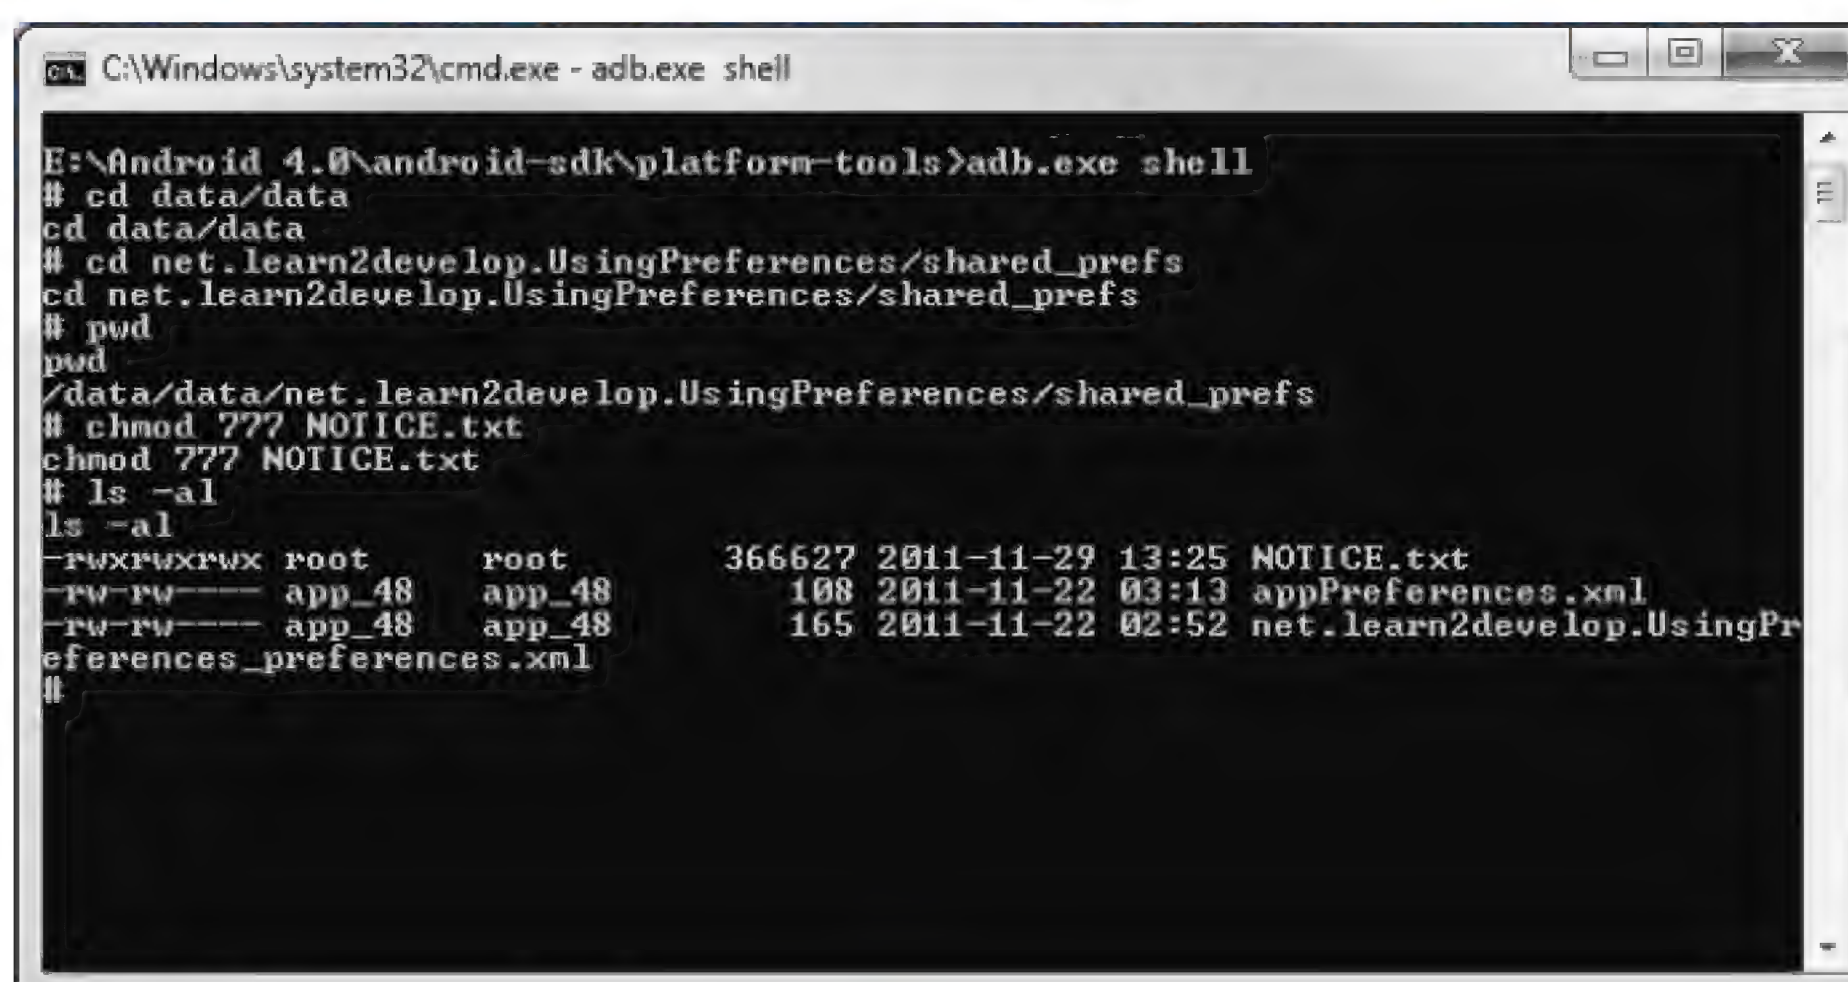 C:\Windows\system32\cmd.exe - adb.exe shell
E:\Android 4.0\android-sdk\platform-tools>adb.exe shell
# cd data/data
cd data/data
# cd net.learn2develop.UsingPreferences/shared_prefs
cd net.learn2develop.UsingPreferences/shared_prefs
# pwd
pwd
/data/data/net.learn2develop.UsingPreferences/shared_prefs
# chmod 777 NOTICE.txt
chmod 777 NOTICE.txt
# ls -al
ls -al
-rwxrwxrwx root     root       366627 2011-11-29 13:25 NOTICE.txt
-rw-rw---- app_48   app_48        108 2011-11-22 03:13 appPreferences.xml
-rw-rw---- app_48   app_48        165 2011-11-22 02:52 net.learn2develop.UsingPr
eferences_preferences.xml
#